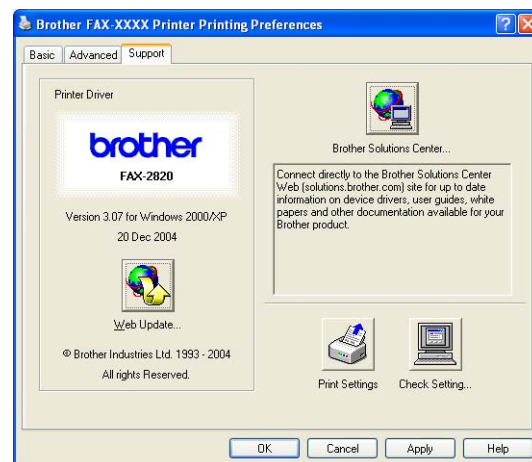 Brother FAX-XXXX Printer Printing Preferences
Basic
Advanced
Support
Printer Driver
brother
FAX-2820
Version 3.07 for Windows 2000/XP
20 Dec 2004
Web Update...
© Brother Industries Ltd. 1993 - 2004
All rights Reserved.
Brother Solutions Center...
Connect directly to the Brother Solutions Center
Web (solutions.brother.com) site for up to date
information on device drivers, user guides, white
papers and other documentation available for your
Brother product.
Print Settings
Check Setting...
OK
Cancel
Apply
Help